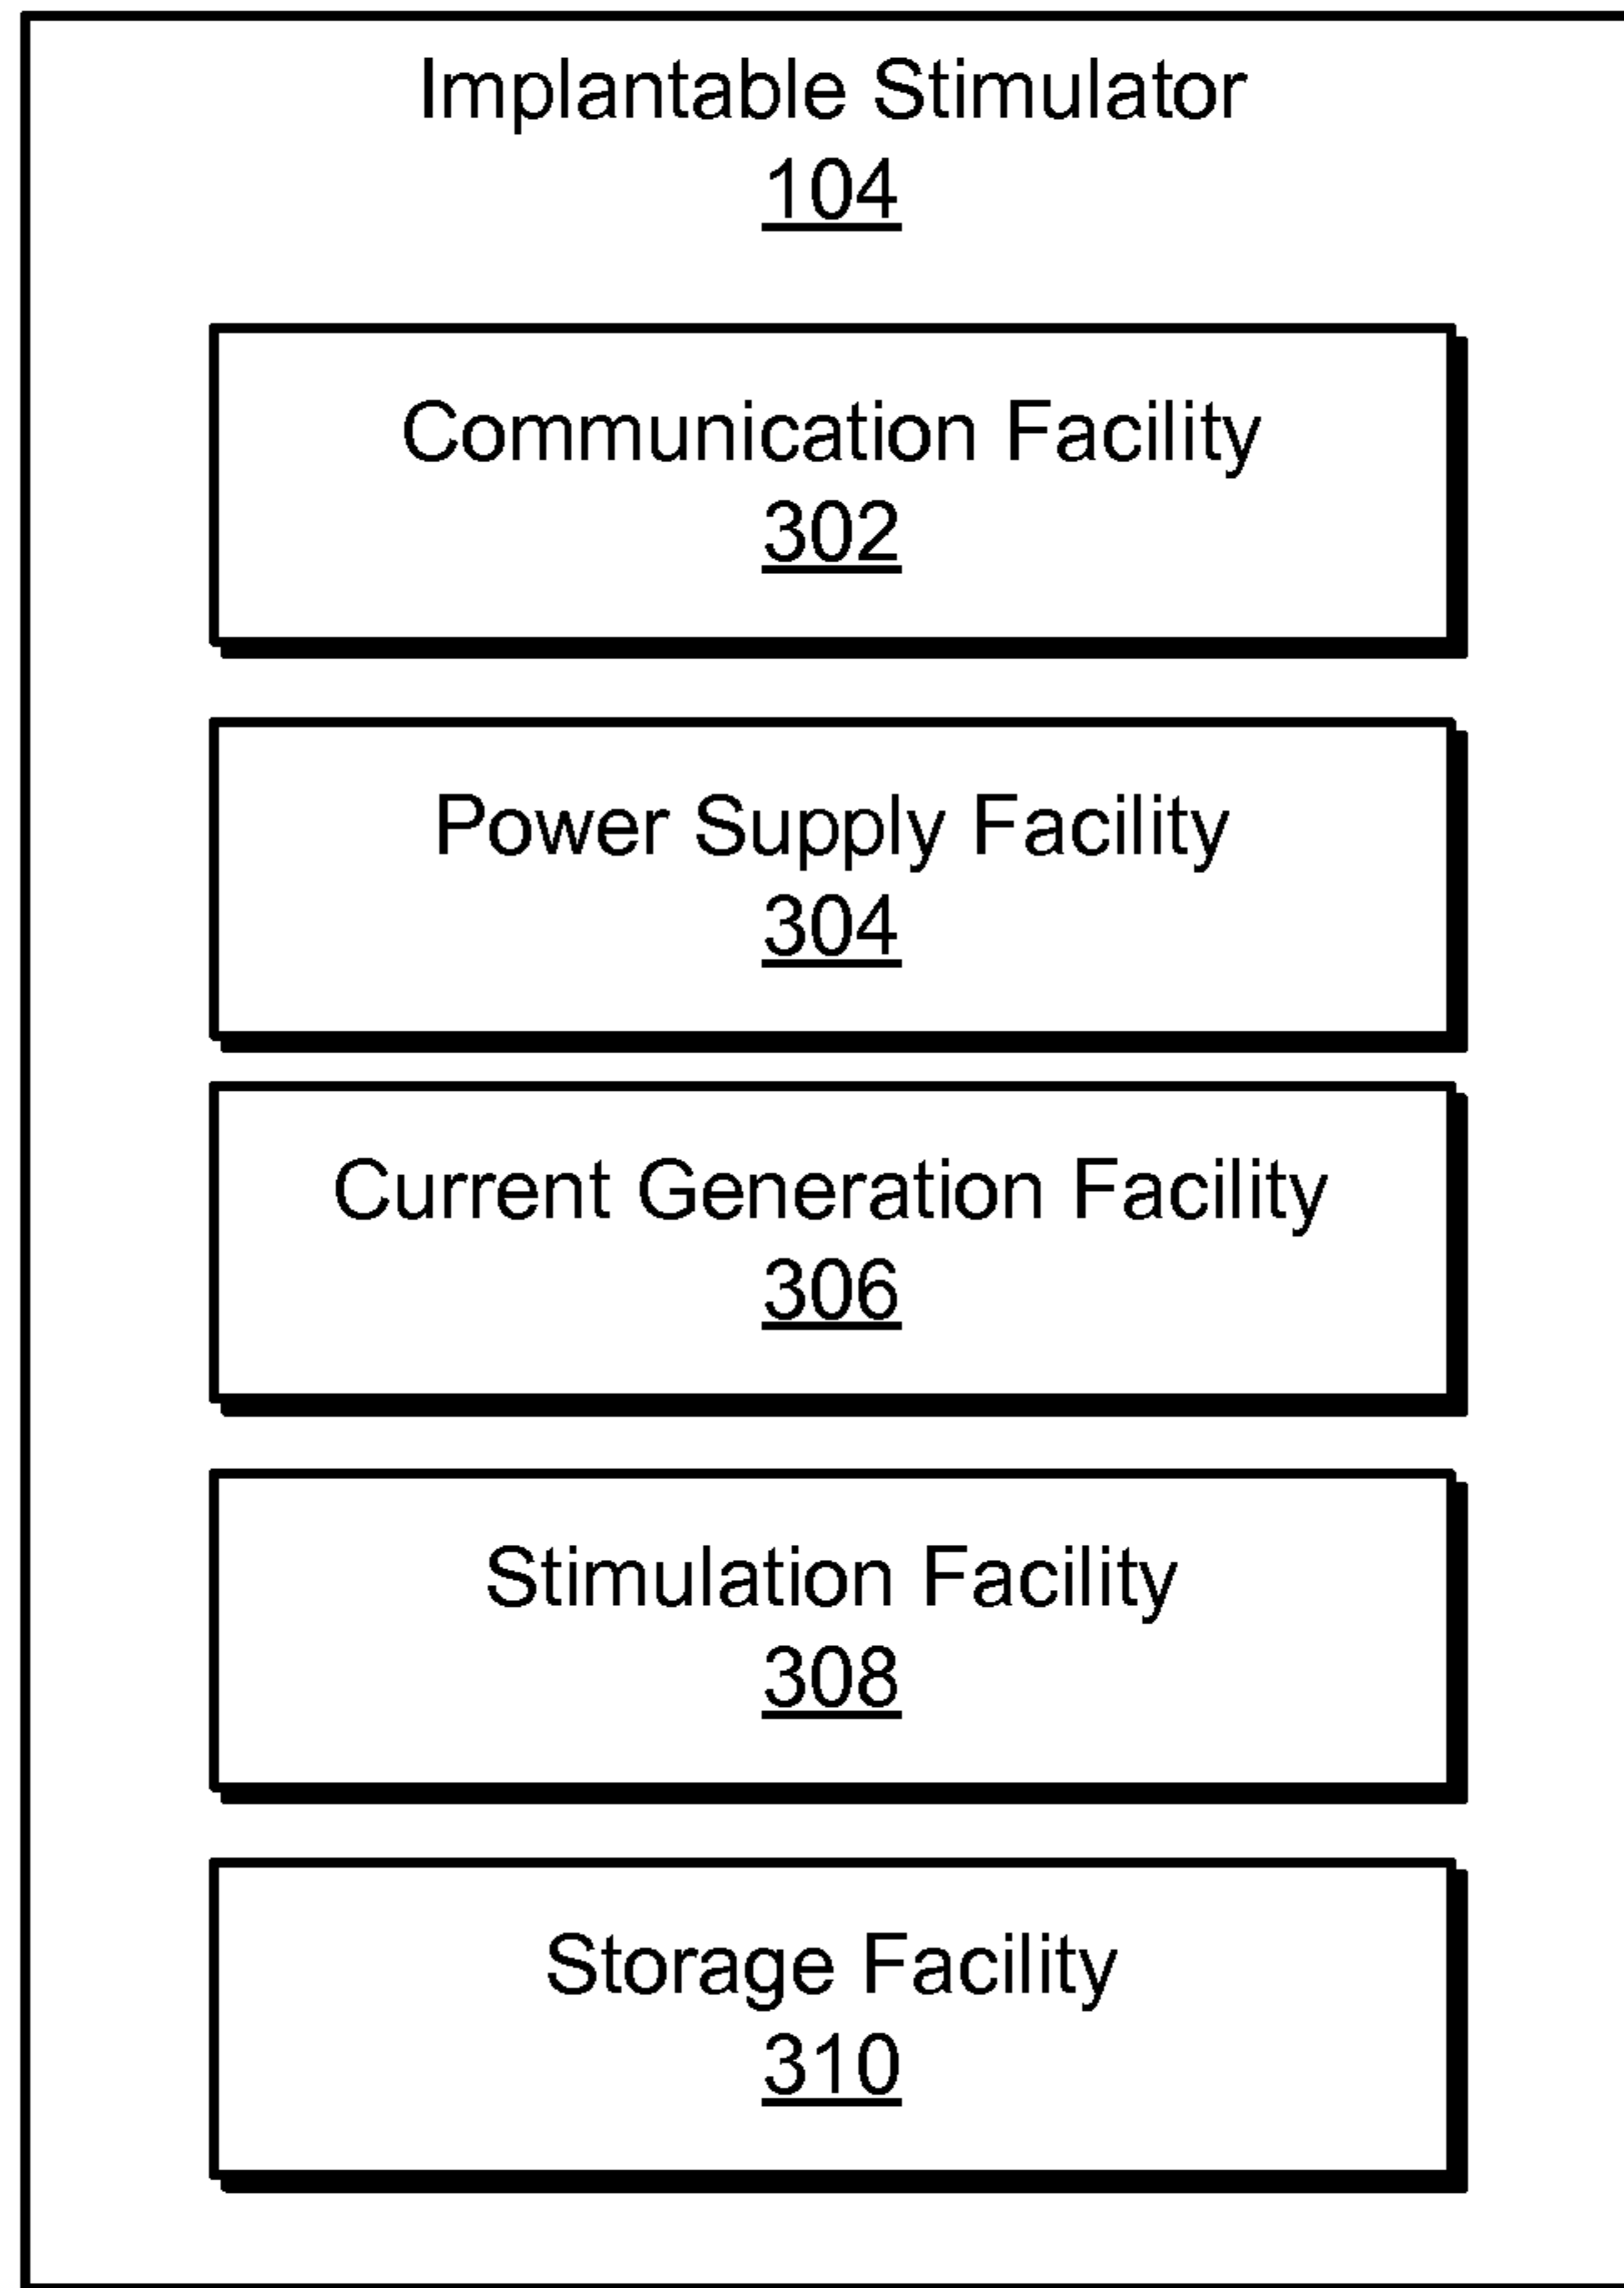 Implantable Stimulator
104
Communication Facility
302
Power Supply Facility
304
Current Generation Facility
306
Stimulation Facility
308
Storage Facility
310